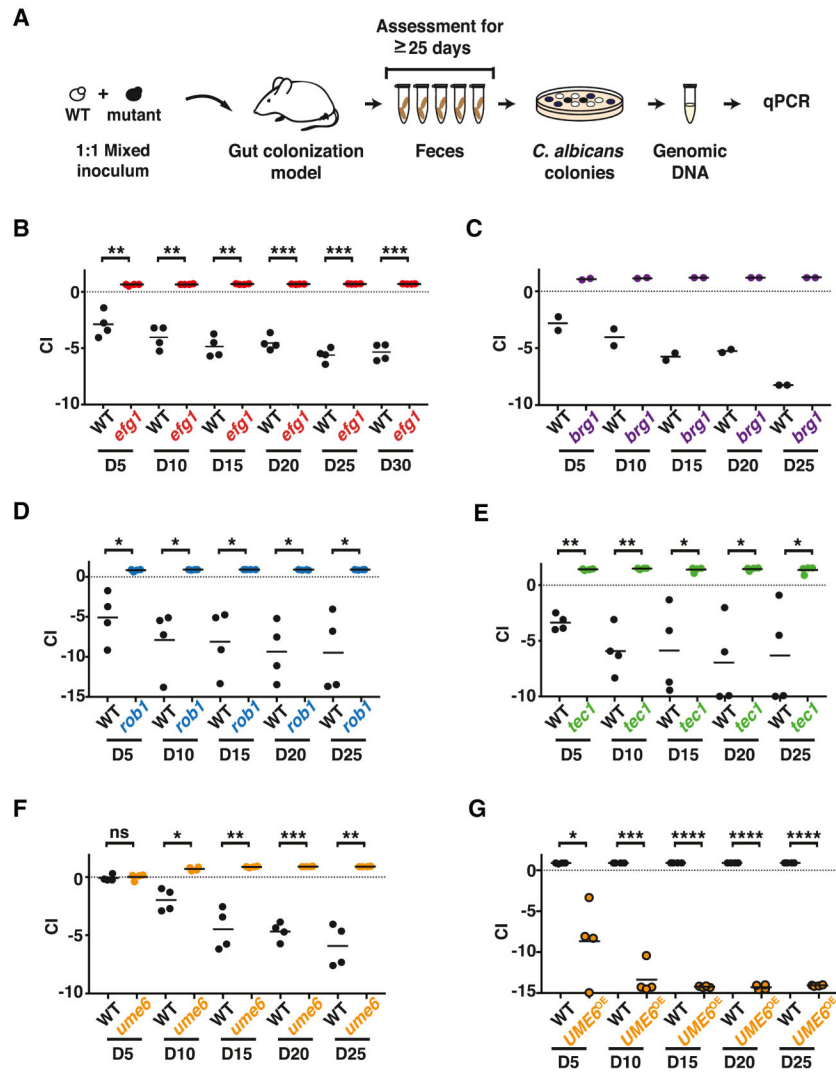 A
Assessment for
≥25 days
WT + mutant
qPCR
1:1 Mixed
inoculum
Gut colonization
model
Feces
C. albicans
colonies
Genomic
DNA
B
** ** ** *** *** ***
CI
0
-5
-10
WT efg1 WT efg1 WT efg1 WT efg1 WT efg1 WT efg1
D5 D10 D15 D20 D25 D30
C
CI
0
-5
-10
WT brg1 WT brg1 WT brg1 WT brg1 WT brg1
D5 D10 D15 D20 D25
D
* * * * *
CI
0
-5
-10
-15
WT rob1 WT rob1 WT rob1 WT rob1 WT rob1
D5 D10 D15 D20 D25
E
** ** * * *
CI
0
-5
-10
WT tec1 WT tec1 WT tec1 WT tec1 WT tec1
D5 D10 D15 D20 D25
F
ns * ** *** **
CI
0
-5
-10
WT ume6 WT ume6 WT ume6 WT ume6 WT ume6
D5 D10 D15 D20 D25
G
* *** **** **** ****
CI
0
-5
-10
-15
WT UME6OE WT UME6OE WT UME6OE WT UME6OE WT UME6OE
D5 D10 D15 D20 D25